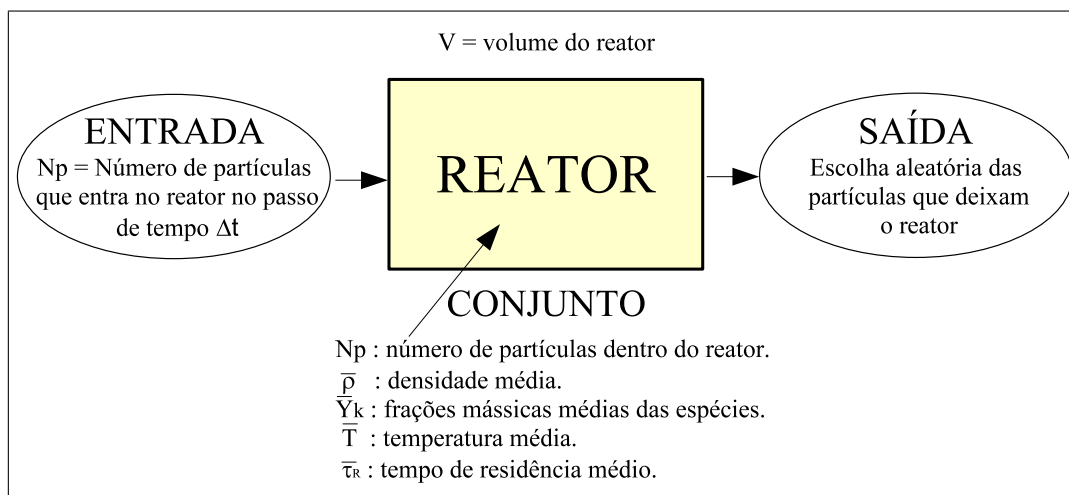 V = volume do reator
ENTRADA
Np = Número de partículas
que entra no reator no passo
de tempo Δt
REATOR
SAÍDA
Escolha aleatória das
partículas que deixam
o reator
CONJUNTO
Np : número de partículas dentro do reator.
ρ̅ : densidade média.
Y̅k : frações mássicas médias das espécies.
T̅ : temperatura média.
τ̅R : tempo de residência médio.